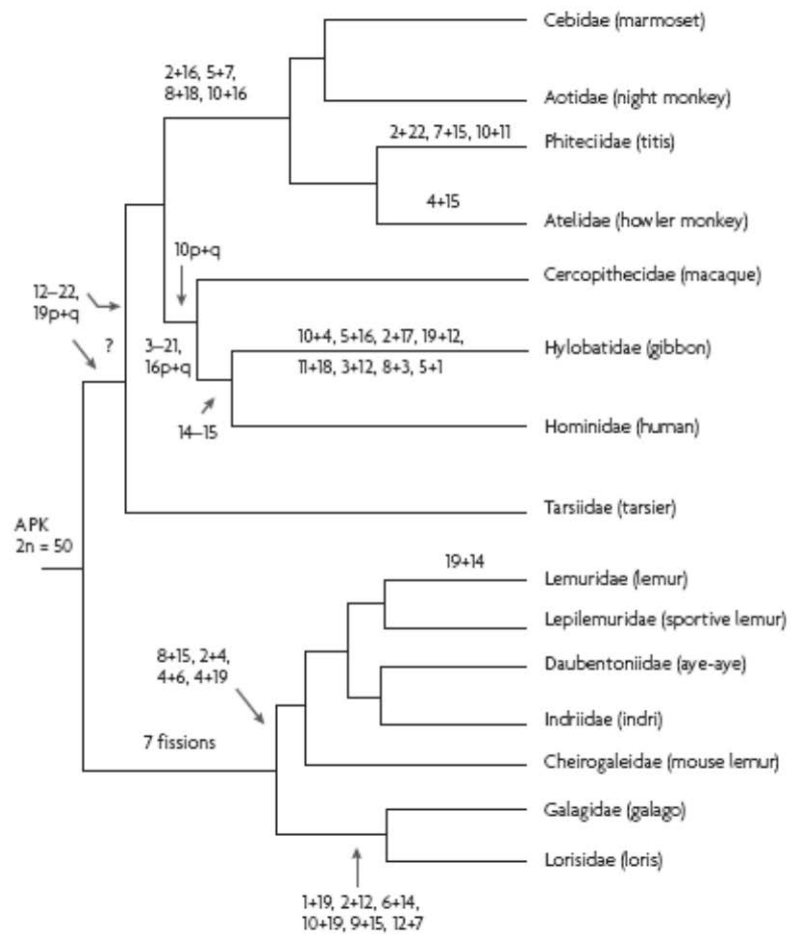 Cebidae (marmoset)
2+16, 5+7,
8+18, 10+16
Aotidae (night monkey)
2+22, 7+15, 10+11
Phiteciidae (titis)
4+15
Atelidae (howler monkey)
10p+q
Cercopithecidae (macaque)
12–22,
19p+q
?
3–21,
16p+q
10+4, 5+16, 2+17, 19+12,
Hylobatidae (gibbon)
11+18, 3+12, 8+3, 5+1
14–15
Hominidae (human)
Tarsiidae (tarsier)
APK
2n = 50
19+14
Lemuridae (lemur)
Lepilemuridae (sportive lemur)
8+15, 2+4,
4+6, 4+19
Daubentoniidae (aye-aye)
Indriidae (indri)
7 fissions
Cheirogaleidae (mouse lemur)
Galagidae (galago)
Lorisidae (loris)
1+19, 2+12, 6+14,
10+19, 9+15, 12+7